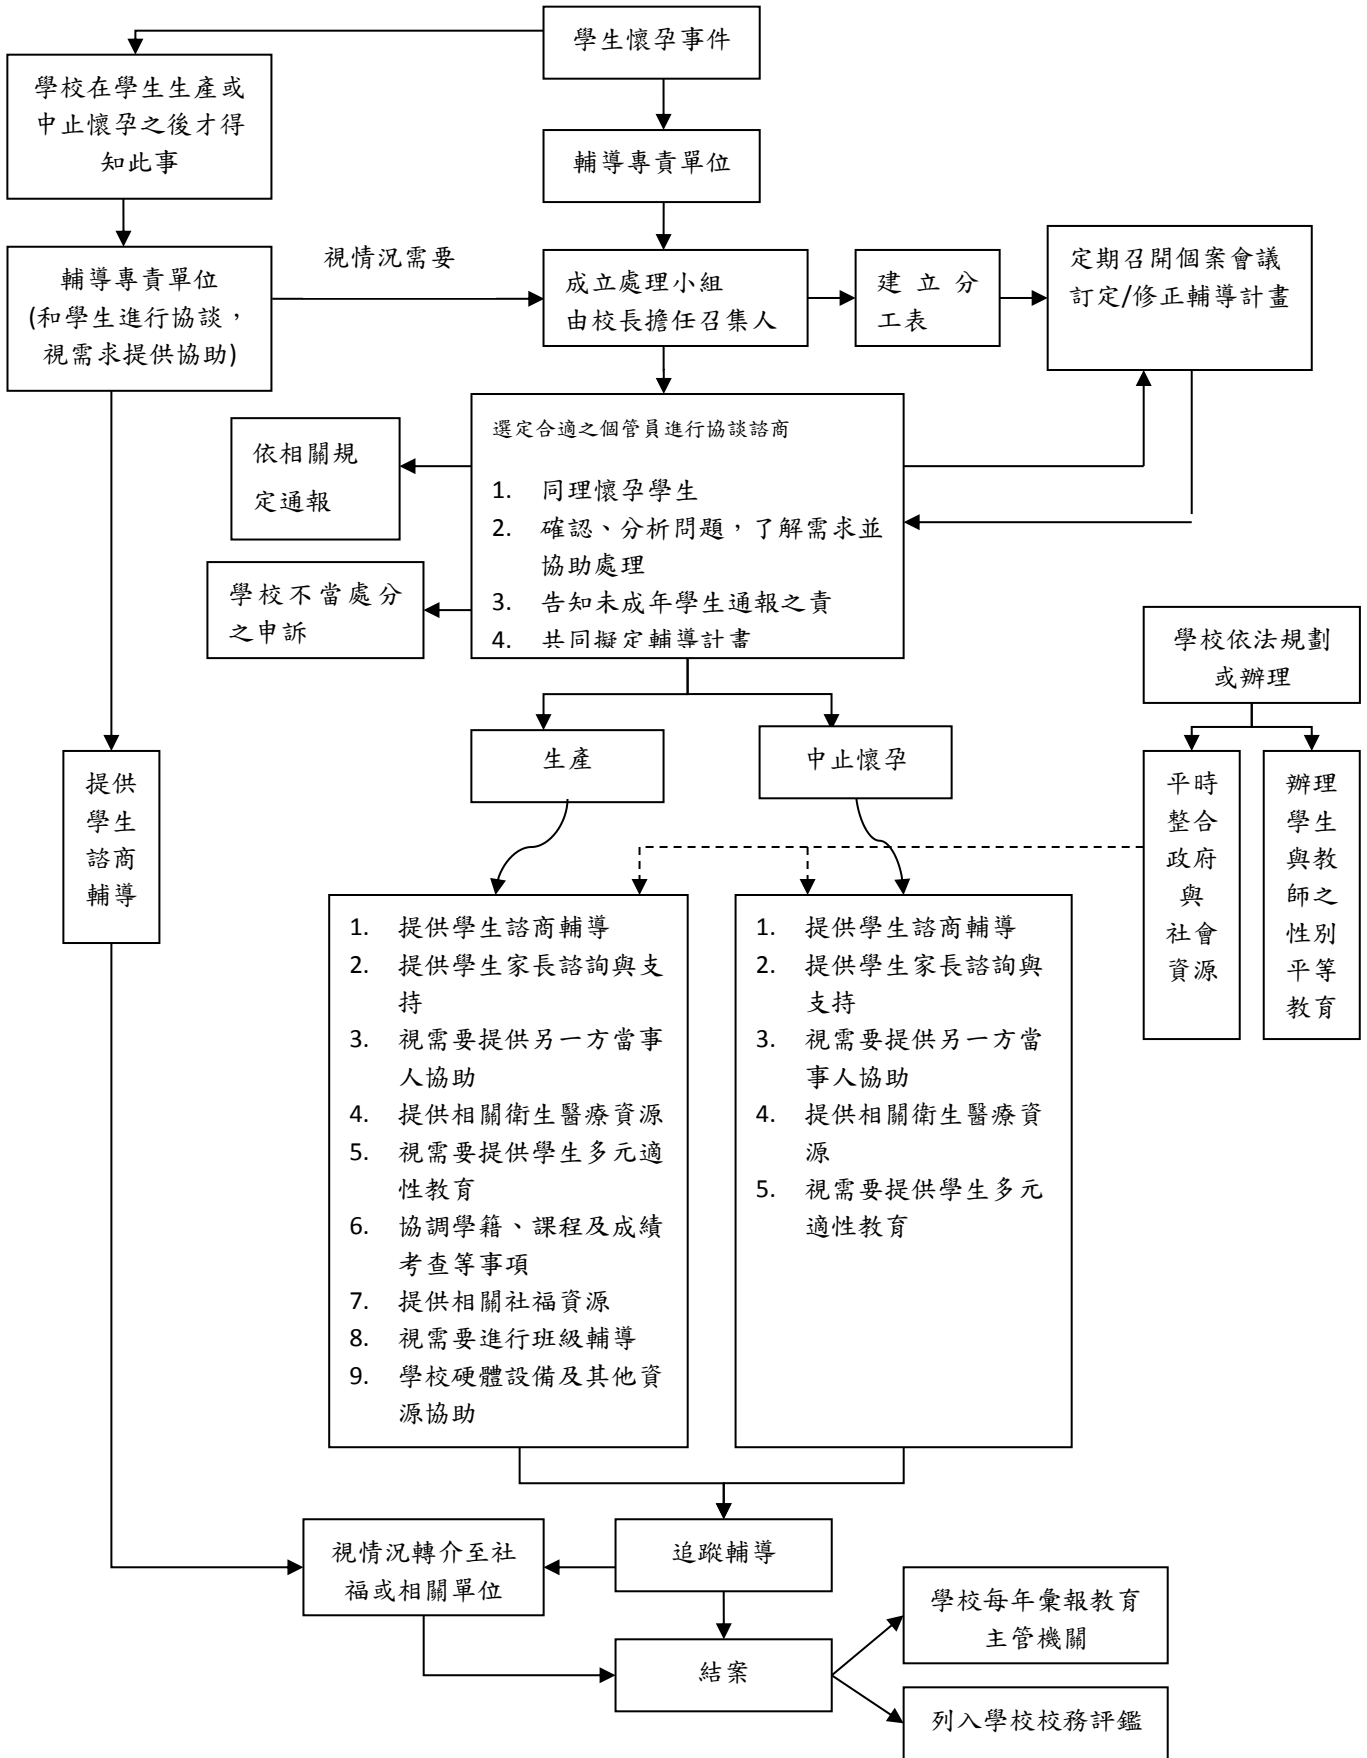 學生懷孕事件
學校在學生生產或
中止懷孕之後才得
知此事
輔導專責單位
輔導專責單位
(和學生進行協談，
視需求提供協助)
視情況需要
成立處理小組
由校長擔任召集人
建立分
工表
定期召開個案會議
訂定/修正輔導計畫
選定合適之個管員進行協談諮商
1. 同理懷孕學生
2. 確認、分析問題，了解需求並
協助處理
3. 告知未成年學生通報之責
4. 共同擬定輔導計畫
依相關規
定通報
學校不當處分
之申訴
學校依法規劃
或辦理
生產
中止懷孕
提供
學生
諮商
輔導
平時
整合
政府
與
社會
資源
辦理
學生
與教
師之
性別
平等
教育
1. 提供學生諮商輔導
2. 提供學生家長諮詢與支
持
3. 視需要提供另一方當事
人協助
4. 提供相關衛生醫療資源
5. 視需要提供學生多元適
性教育
6. 協調學籍、課程及成績
考查等事項
7. 提供相關社福資源
8. 視需要進行班級輔導
9. 學校硬體設備及其他資
源協助
1. 提供學生諮商輔導
2. 提供學生家長諮詢與
支持
3. 視需要提供另一方當
事人協助
4. 提供相關衛生醫療資
源
5. 視需要提供學生多元
適性教育
視情況轉介至社
福或相關單位
追蹤輔導
結案
學校每年彙報教育
主管機關
列入學校校務評鑑